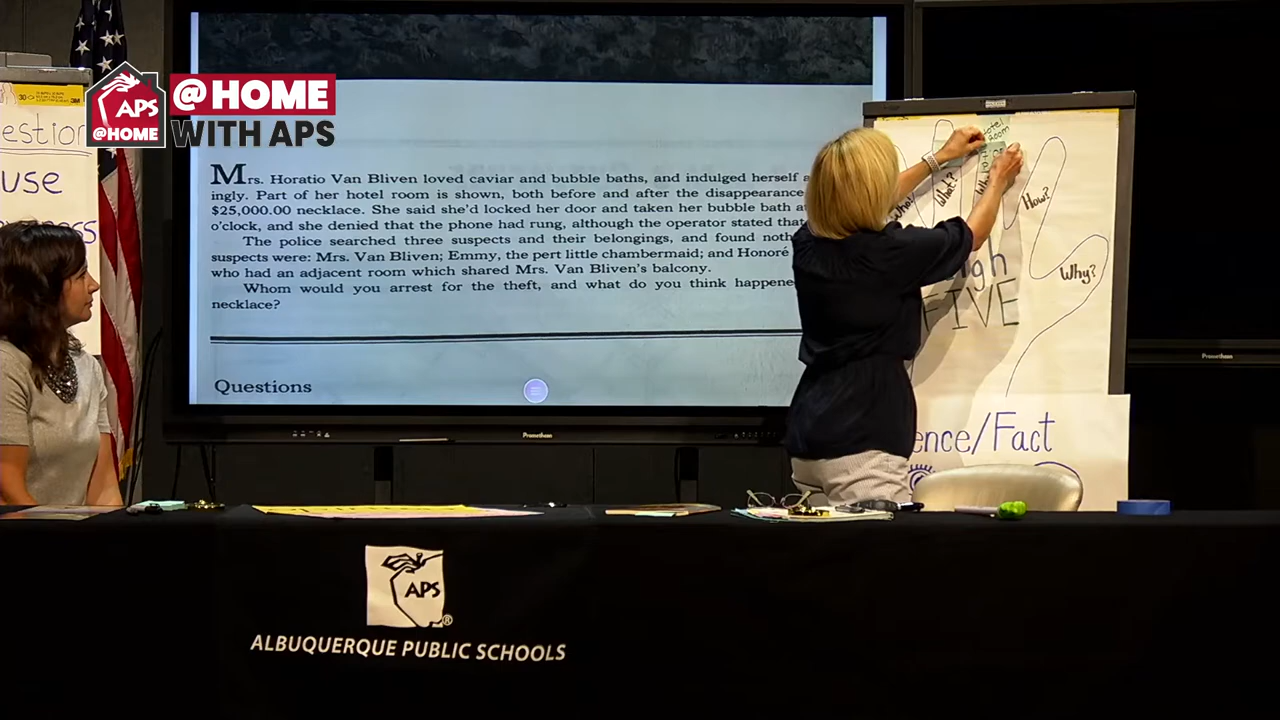 APS
@HOME
@HOME
WITH APS
estion
use
Mrs. Horatio Van Bliven loved caviar and bubble baths, and indulged herself
ingly. Part of her hotel room is shown, both before and after the disappearance
$25,000.00 necklace. She said she'd locked her door and taken her bubble bath
o'clock, and she denied that the phone had rung, although the operator stated that
The police searched three suspects and their belongings, and found
suspects were: Mrs. Van Bliven; Emmy, the pert little chambermaid; and Honoré
who had an adjacent room which shared Mrs. Van Bliven's balcony.
Whom would you arrest for the theft, and what do you think
necklace?
Questions
Promethean
What?
How?
Why?
FIVE
ence/Fact
Promethean
APS
®
ALBUQUERQUE PUBLIC SCHOOLS